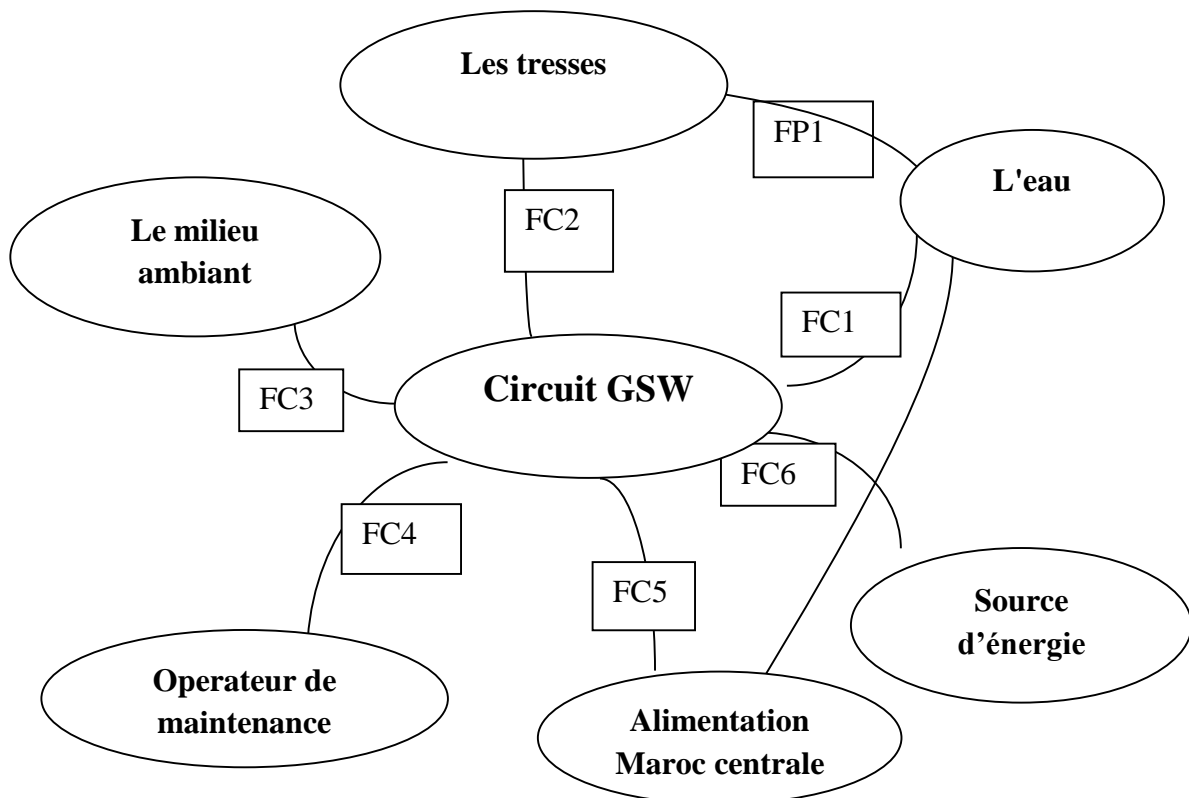 Les tresses
FP1
L'eau
FC2
Le milieu
ambiant
FC1
Circuit GSW
FC3
FC6
FC4
FC5
Source
d’énergie
Operateur de
maintenance
Alimentation
Maroc centrale